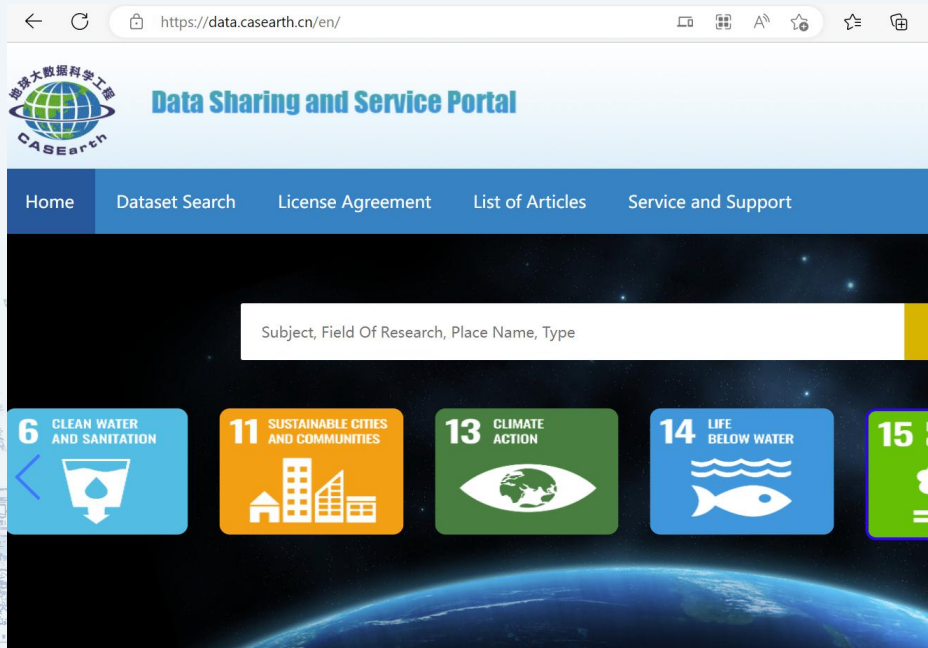 https://data.casearth.cn/en/
地球大数据科学工程
CASEarth
Data Sharing and Service Portal
Home Dataset Search License Agreement List of Articles Service and Support
Subject, Field Of Research, Place Name, Type
6 CLEAN WATER
AND SANITATION
11 SUSTAINABLE CITIES
AND COMMUNITIES
13 CLIMATE
ACTION
14 LIFE
BELOW WATER
15